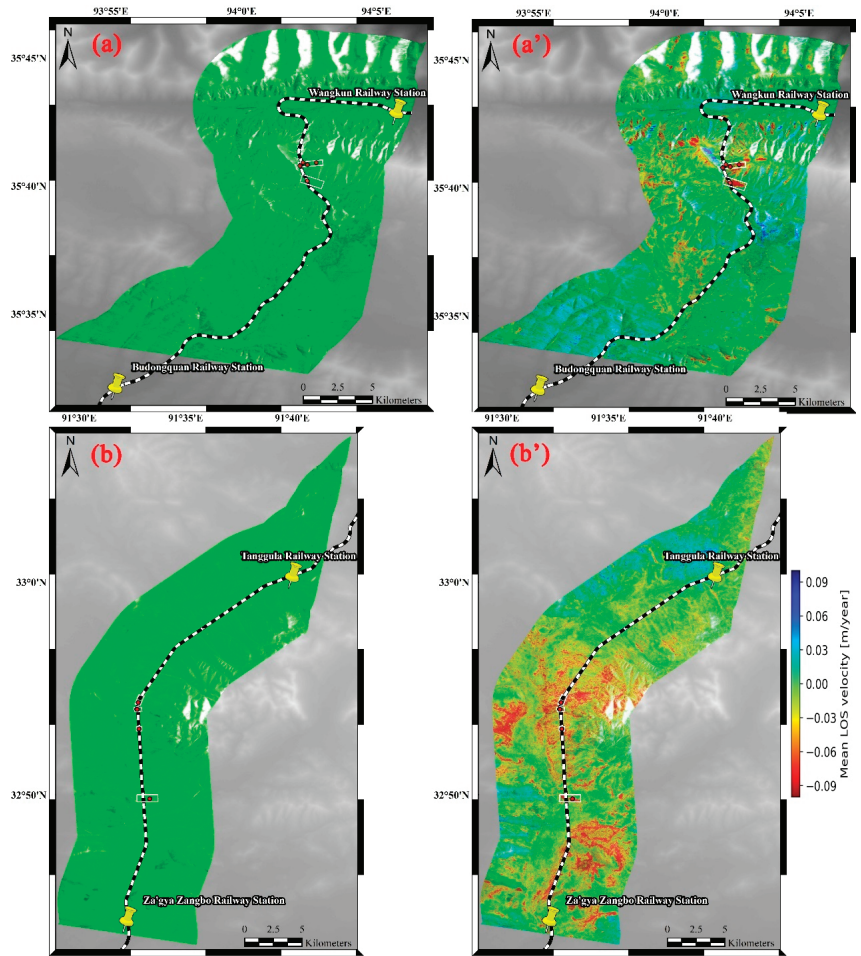 93°55'E 94°0'E 94°5'E
93°55'E 94°0'E 94°5'E
N
(a)
35°45'N
Wangkun Railway Station
35°40'N
35°35'N
Budongquan Railway Station
0 2.5 5
Kilometers
N
(a')
35°45'N
Wangkun Railway Station
35°40'N
35°35'N
Budongquan Railway Station
0 2.5 5
Kilometers
91°30'E 91°35'E 91°40'E
91°30'E 91°35'E 91°40'E
N
(b)
Tanggula Railway Station
33°0'N
32°50'N
Za'gya Zangbo Railway Station
0 2.5 5
Kilometers
N
(b')
Tanggula Railway Station
33°0'N
32°50'N
Za'gya Zangbo Railway Station
0 2.5 5
Kilometers
0.09
0.06
0.03
0.00
-0.03
-0.06
-0.09
Mean LOS velocity [m/year]